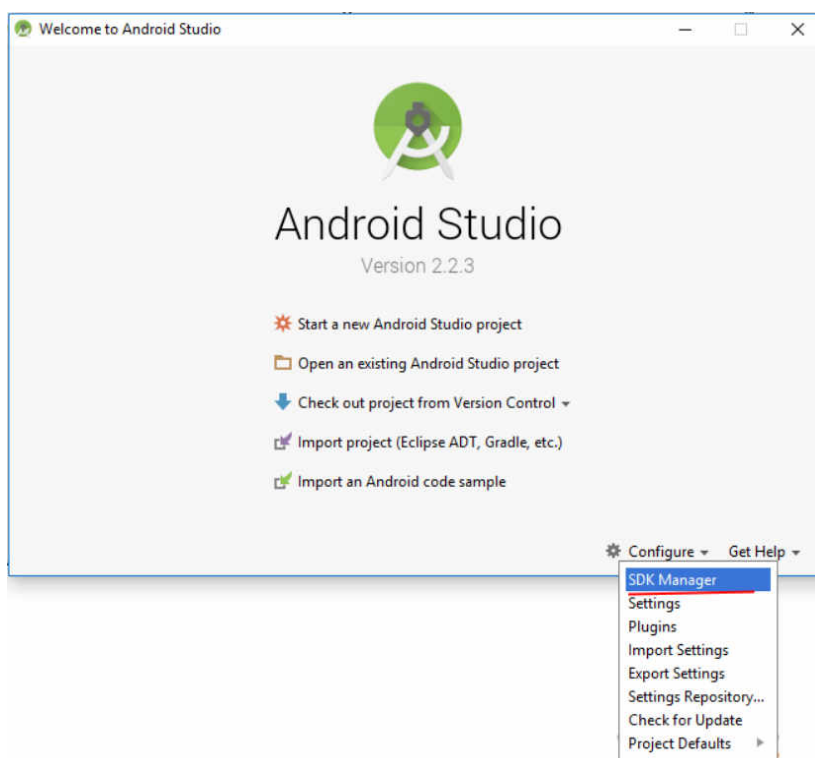 Welcome to Android Studio
Android Studio
Version 2.2.3
Start a new Android Studio project
Open an existing Android Studio project
Check out project from Version Control
Import project (Eclipse ADT, Gradle, etc.)
Import an Android code sample
Configure Get Help
SDK Manager
Settings
Plugins
Import Settings
Export Settings
Settings Repository...
Check for Update
Project Defaults